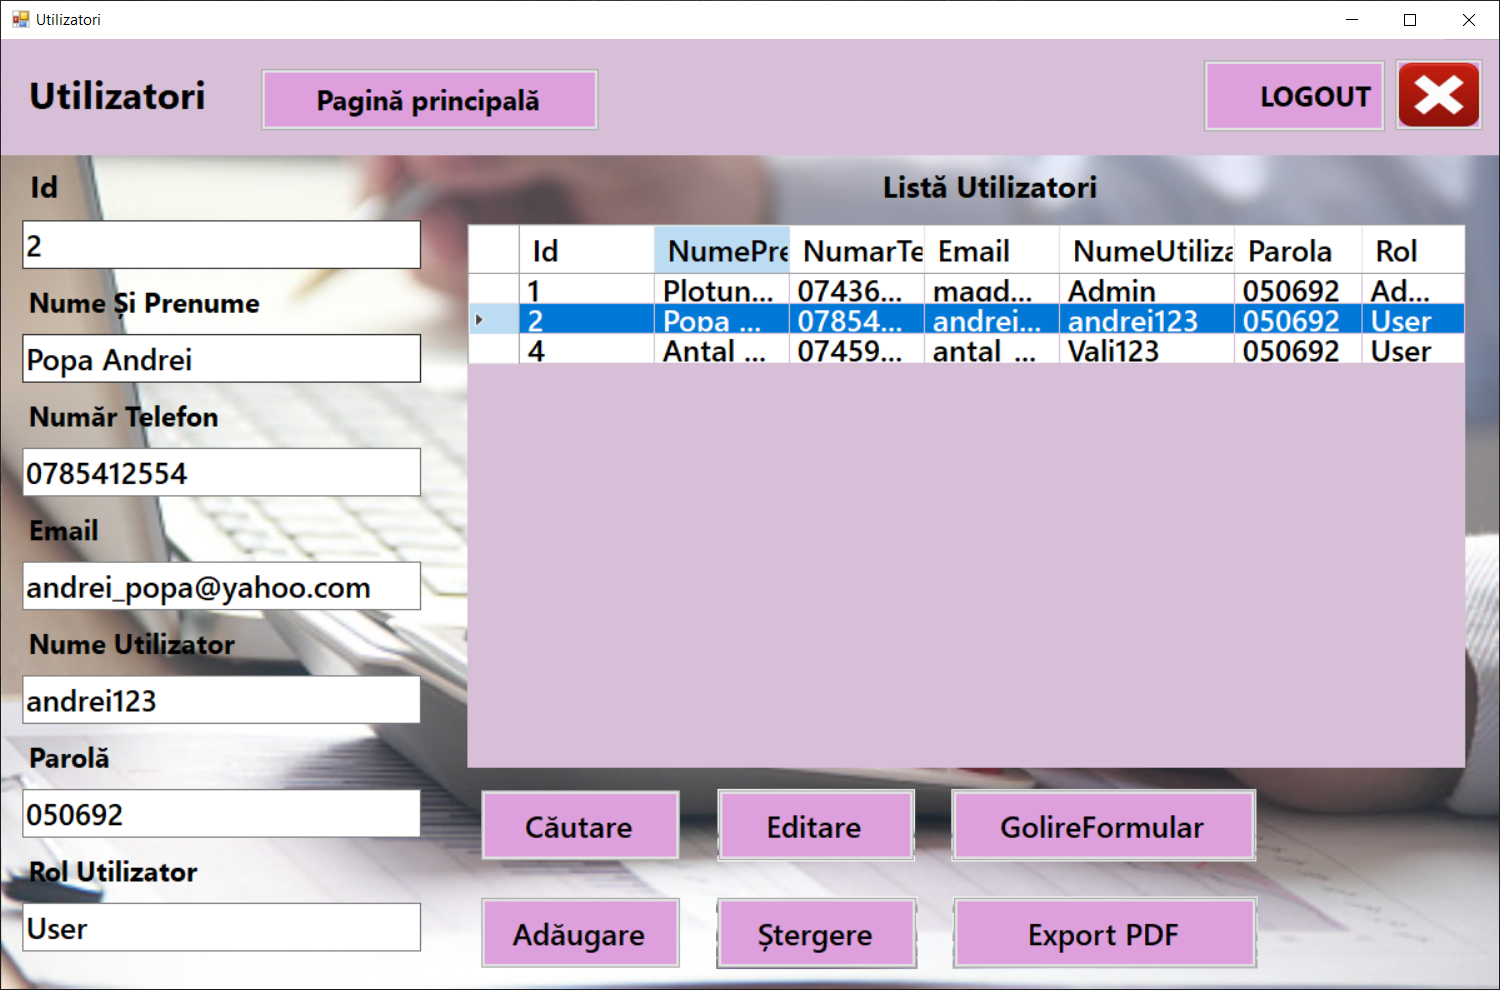 Utilizatori
Utilizatori
Pagină principală
LOGOUT
Id
2
Nume Și Prenume
Popa Andrei
Număr Telefon
0785412554
Email
andrei_popa@yahoo.com
Nume Utilizator
andrei123
Parolă
050692
Rol Utilizator
User
Listă Utilizatori
Id NumePre NumarTe Email NumeUtiliza Parola Rol
1 Plotun... 07436... magd... Admin 050692 Ad...
2 Popa ... 07854... andrei... andrei123 050692 User
4 Antal ... 07459... antal_... Vali123 050692 User
Căutare
Editare
GolireFormular
Adăugare
Ștergere
Export PDF